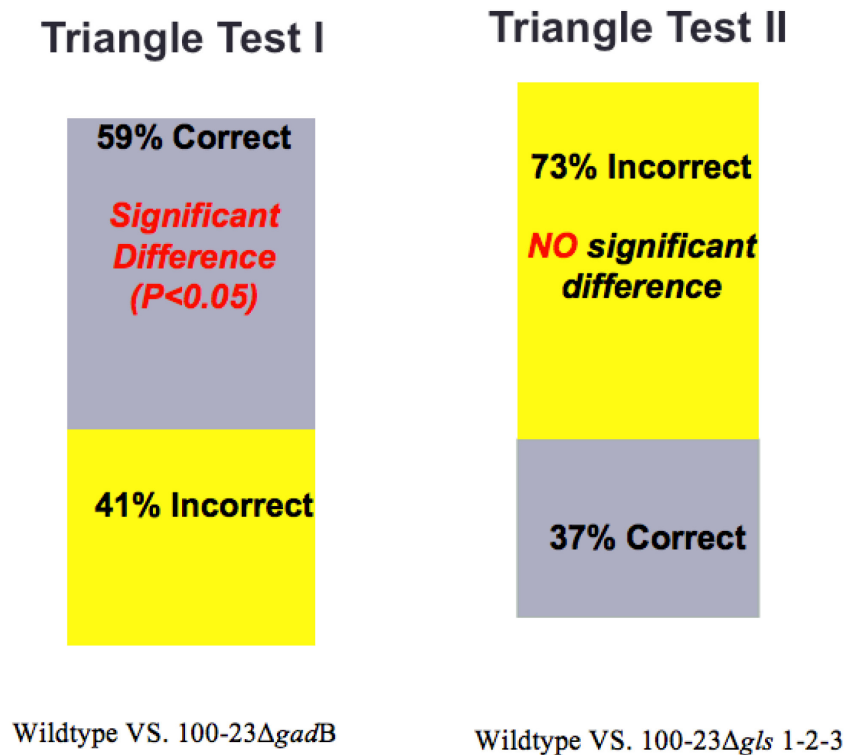 Triangle Test I
59% Correct
Significant
Difference
(P<0.05)
41% Incorrect
Wildtype VS. 100-23ΔgadB
Triangle Test II
73% Incorrect
NO significant
difference
37% Correct
Wildtype VS. 100-23Δgls 1-2-3